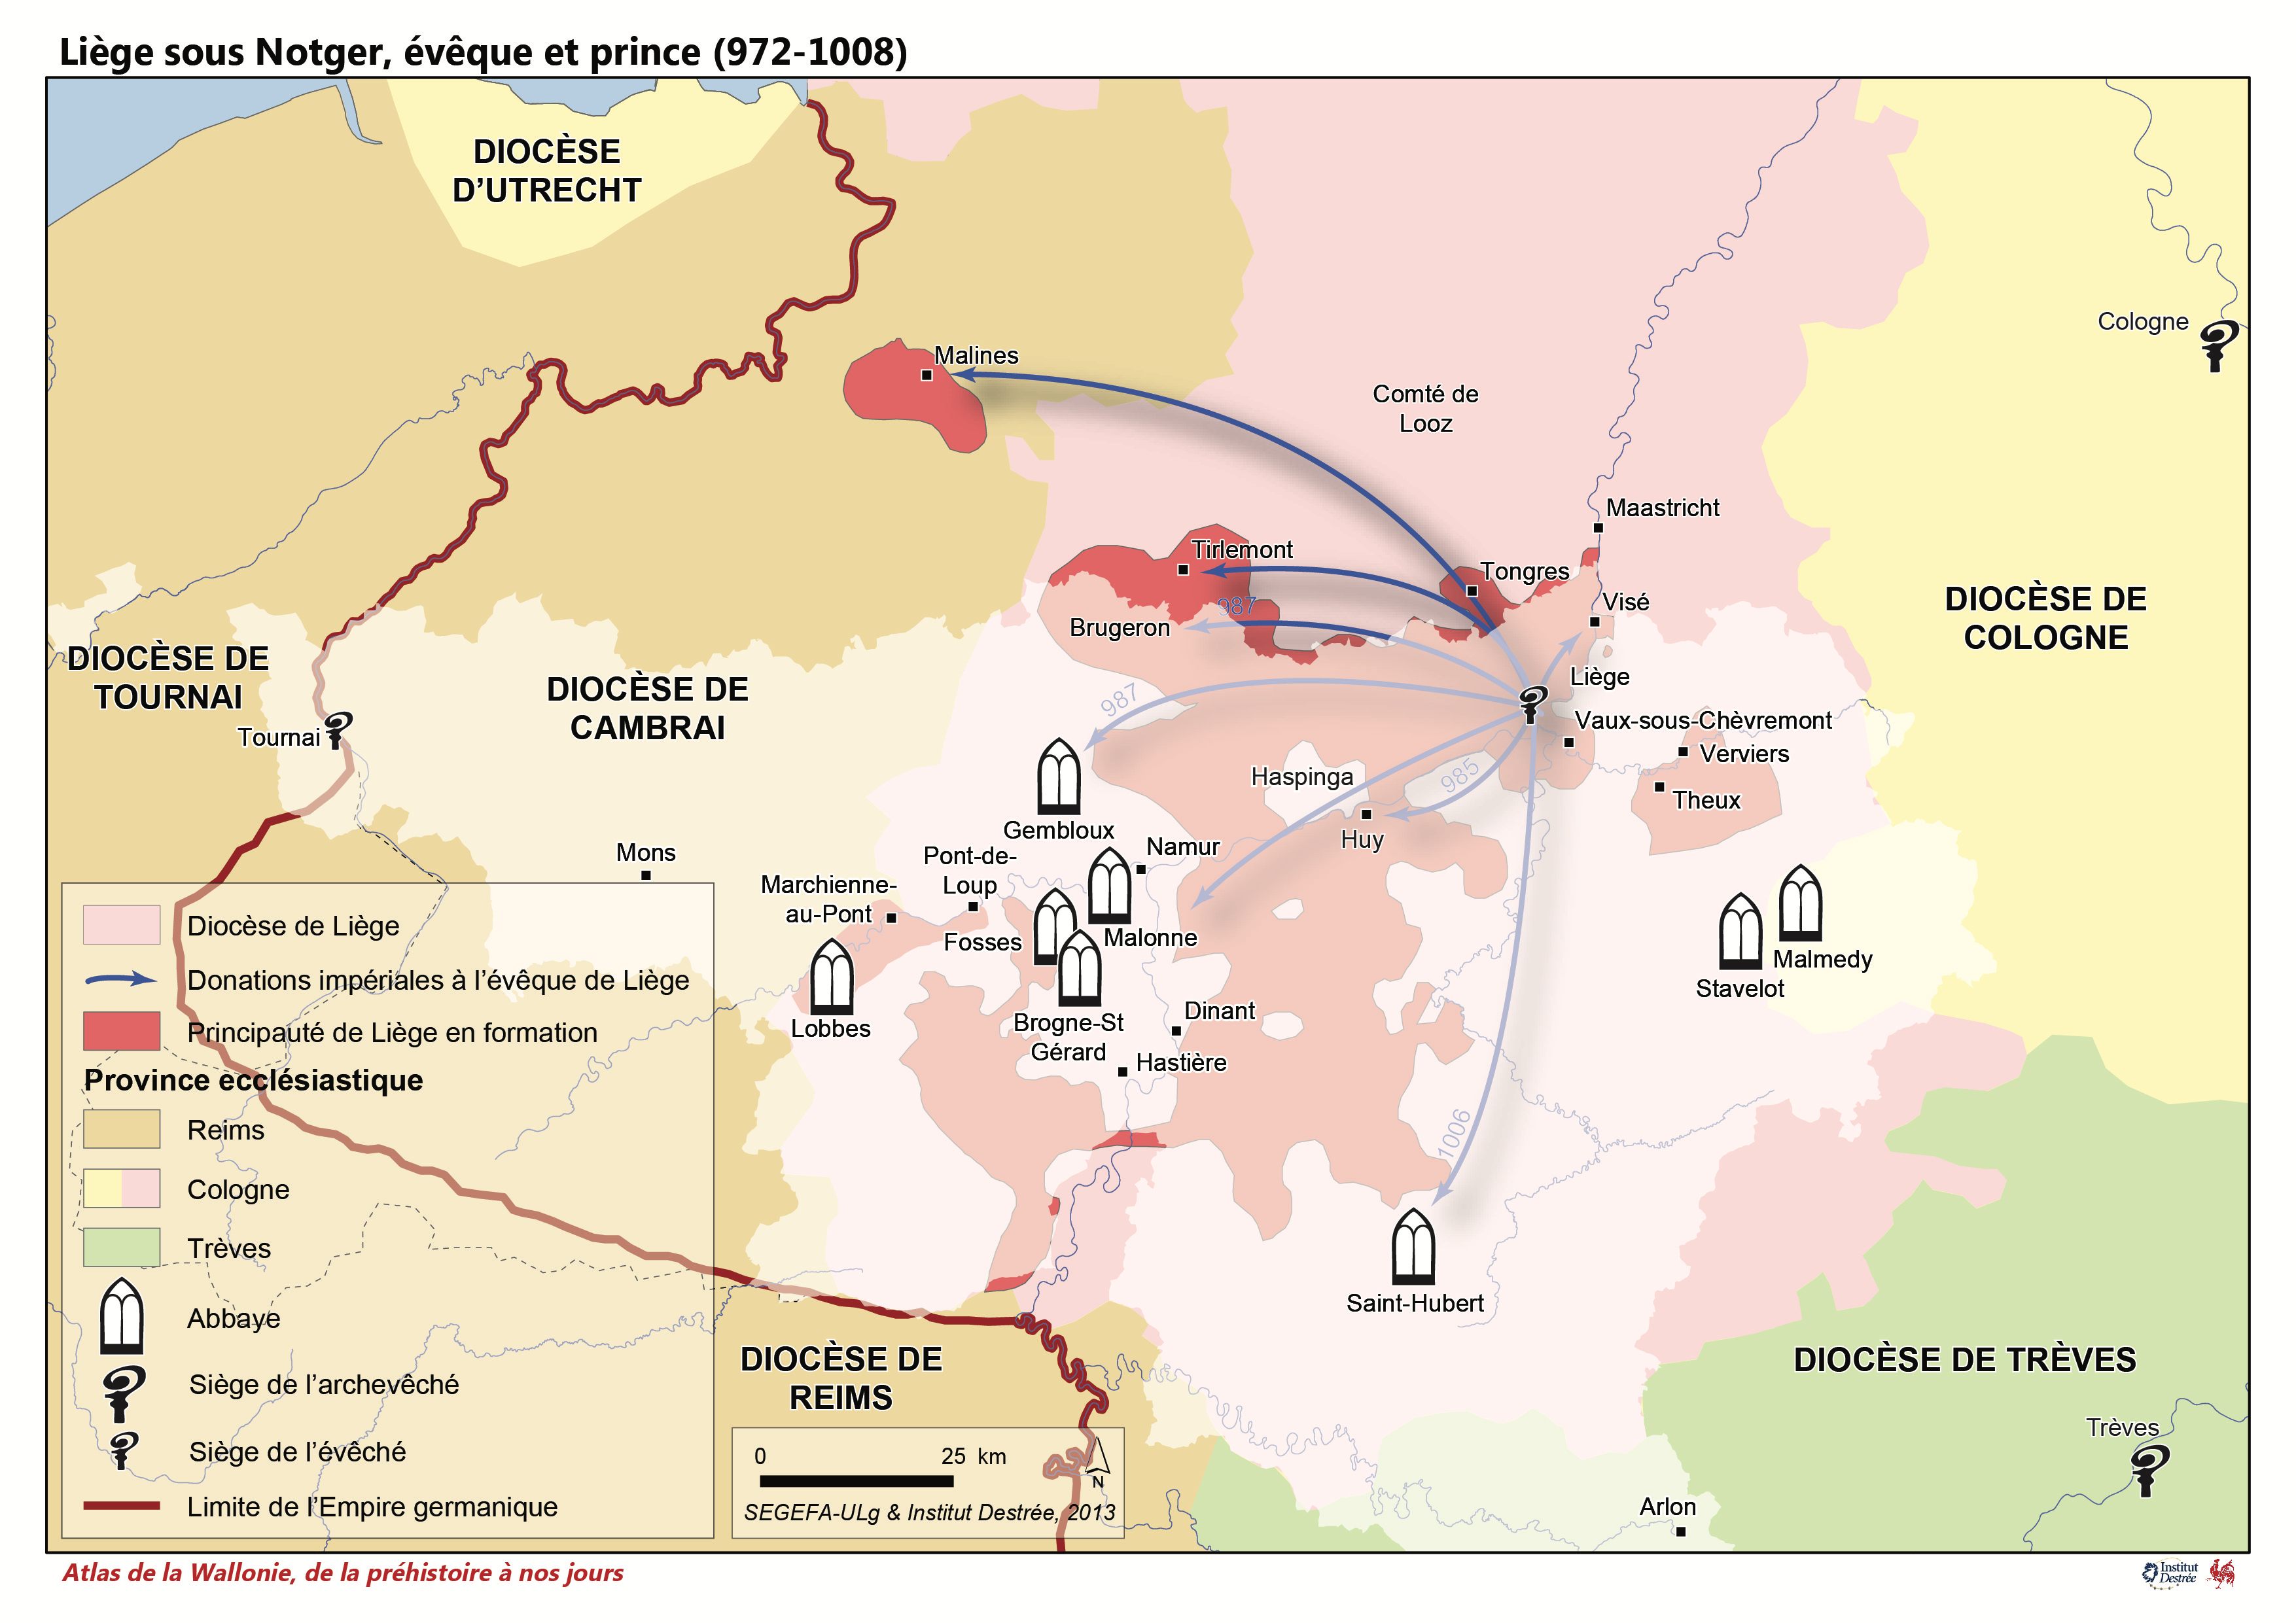 Liège sous Notger, évêque et prince (972-1008)
DIOCÈSE
D’UTRECHT
Cologne
Malines
Comté de
Looz
Maastricht
Tirlemont
Tongres
987
Visé
Brugeron
DIOCÈSE DE
COLOGNE
DIOCÈSE DE
TOURNAI
Tournai
DIOCÈSE DE
CAMBRAI
987
Liège
Vaux-sous-Chèvremont
Verviers
Theux
Haspinga
985
Huy
Gembloux
Mons
Namur
Pont-de-
Loup
Marchienne-
au-Pont
Fosses
Malonne
Malmedy
Stavelot
Lobbes
Brogne-St
Gérard
Dinant
Hastière
1006
Saint-Hubert
DIOCÈSE DE
REIMS
DIOCÈSE DE TRÈVES
Trèves
Arlon
Diocèse de Liège
Donations impériales à l’évêque de Liège
Principauté de Liège en formation
Province ecclésiastique
Reims
Cologne
Trèves
Abbaye
Siège de l’archevêché
Siège de l’évêché
Limite de l’Empire germanique
0 25 km
N
SEGEFA-ULg & Institut Destrée, 2013
Atlas de la Wallonie, de la préhistoire à nos jours
Institut
Destrée